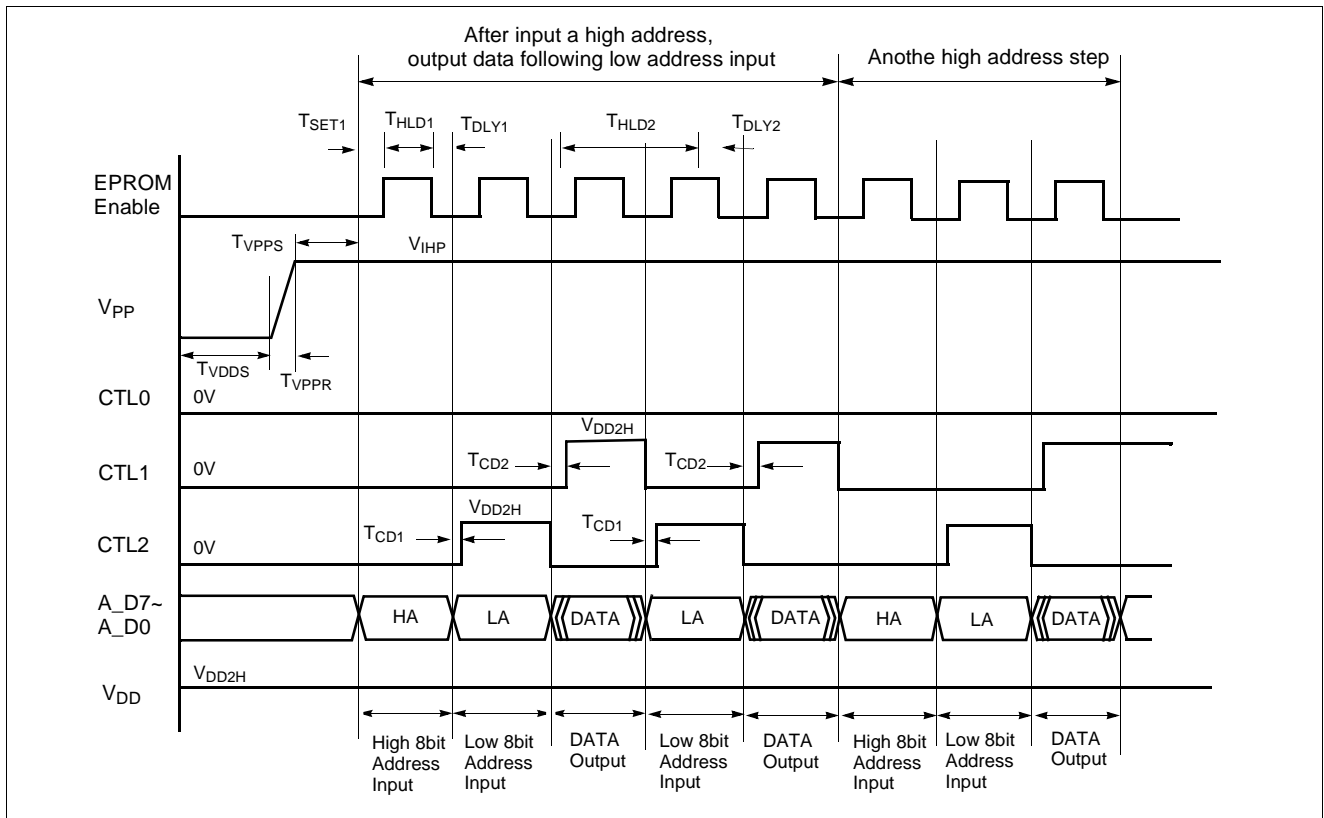 After input a high address,
output data following low address input
Anothe high address step
TSET1
THLD1
TDLY1
THLD2
TDLY2
EPROM
Enable
TVPPS
VIHP
VPP
TVDDS
TVPPR
CTL0
0V
VDD2H
CTL1
0V
TCD2
TCD2
VDD2H
CTL2
0V
TCD1
TCD1
A_D7~
A_D0
HA
LA
DATA
LA
DATA
HA
LA
DATA
VDD2H
VDD
High 8bit
Address
Input
Low 8bit
Address
Input
DATA
Output
Low 8bit
Address
Input
DATA
Output
High 8bit
Address
Input
Low 8bit
Address
Input
DATA
Output